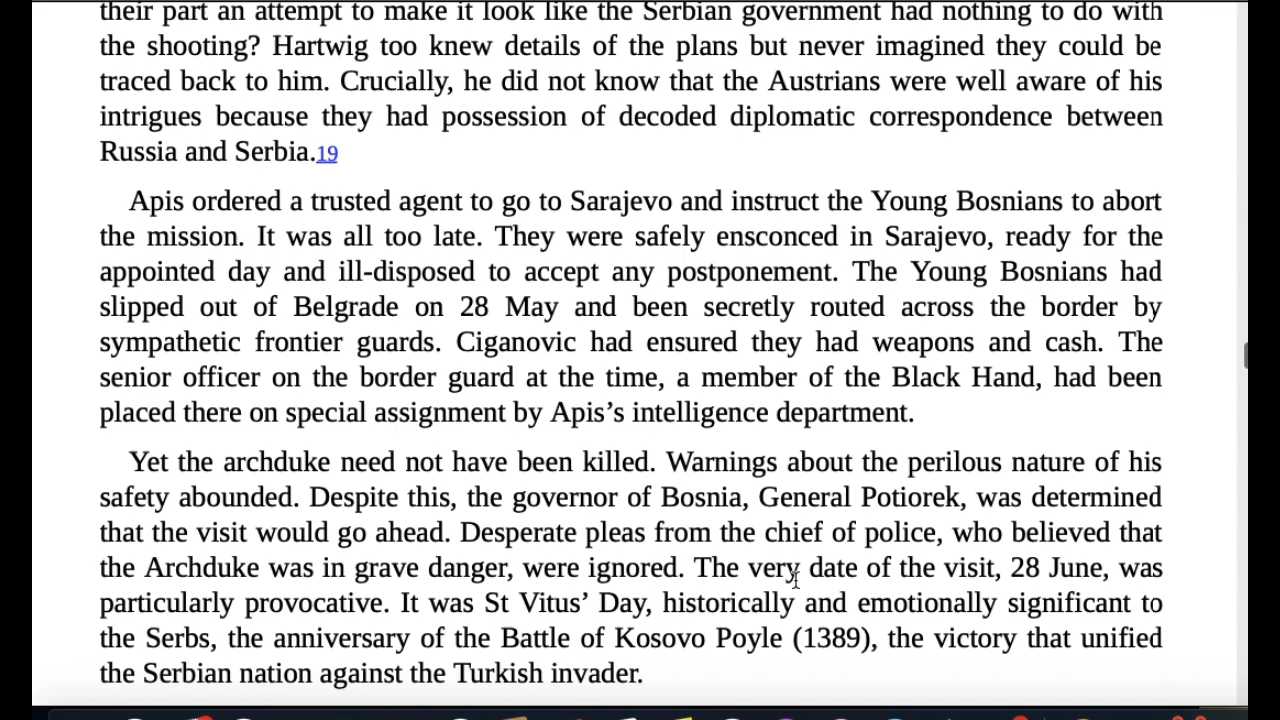 their part an attempt to make it look like the Serbian government had nothing to do with
the shooting? Hartwig too knew details of the plans but never imagined they could be
traced back to him. Crucially, he did not know that the Austrians were well aware of his
intrigues because they had possession of decoded diplomatic correspondence between
Russia and Serbia.19
Apis ordered a trusted agent to go to Sarajevo and instruct the Young Bosnians to abort
the mission. It was all too late. They were safely ensconced in Sarajevo, ready for the
appointed day and ill-disposed to accept any postponement. The Young Bosnians had
slipped out of Belgrade on 28 May and been secretly routed across the border by
sympathetic frontier guards. Ciganovic had ensured they had weapons and cash. The
senior officer on the border guard at the time, a member of the Black Hand, had been
placed there on special assignment by Apis’s intelligence department.
Yet the archduke need not have been killed. Warnings about the perilous nature of his
safety abounded. Despite this, the governor of Bosnia, General Potiorek, was determined
that the visit would go ahead. Desperate pleas from the chief of police, who believed that
the Archduke was in grave danger, were ignored. The very date of the visit, 28 June, was
particularly provocative. It was St Vitus’ Day, historically and emotionally significant to
the Serbs, the anniversary of the Battle of Kosovo Poyle (1389), the victory that unified
the Serbian nation against the Turkish invader.